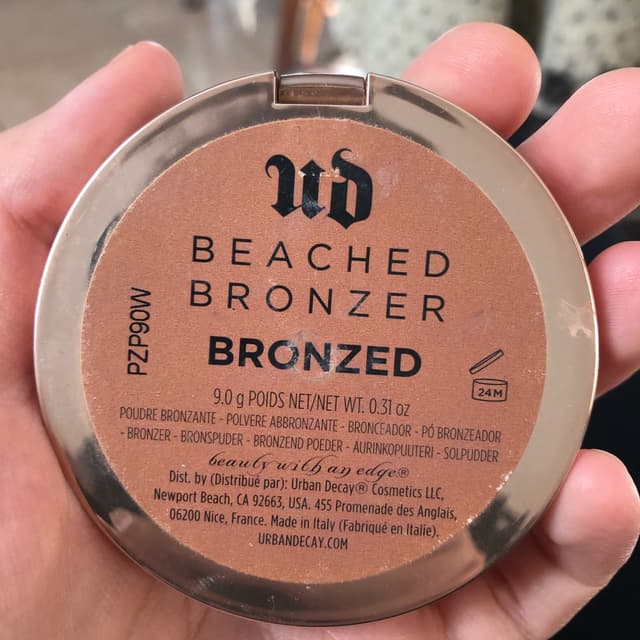 UD
BEACHED
BRONZER
BRONZED
PZP90W
24M
9.0 g POIDS NET/NET WT. 0.31 oz
POUDRE BRONZANTE - POLVERE ABBRONZANTE - BRONCEADOR - PÓ BRONZEADOR
- BRONZER - BRONSPUDER - BRONZEND POEDER - AURINKOPUUTERI - SOLPUDDER
beauty with an edge®
Dist. by (Distribué par): Urban Decay® Cosmetics LLC,
Newport Beach, CA 92663, USA. 455 Promenade des Anglais,
06200 Nice, France. Made in Italy (Fabriqué en Italie).
URBANDECAY.COM